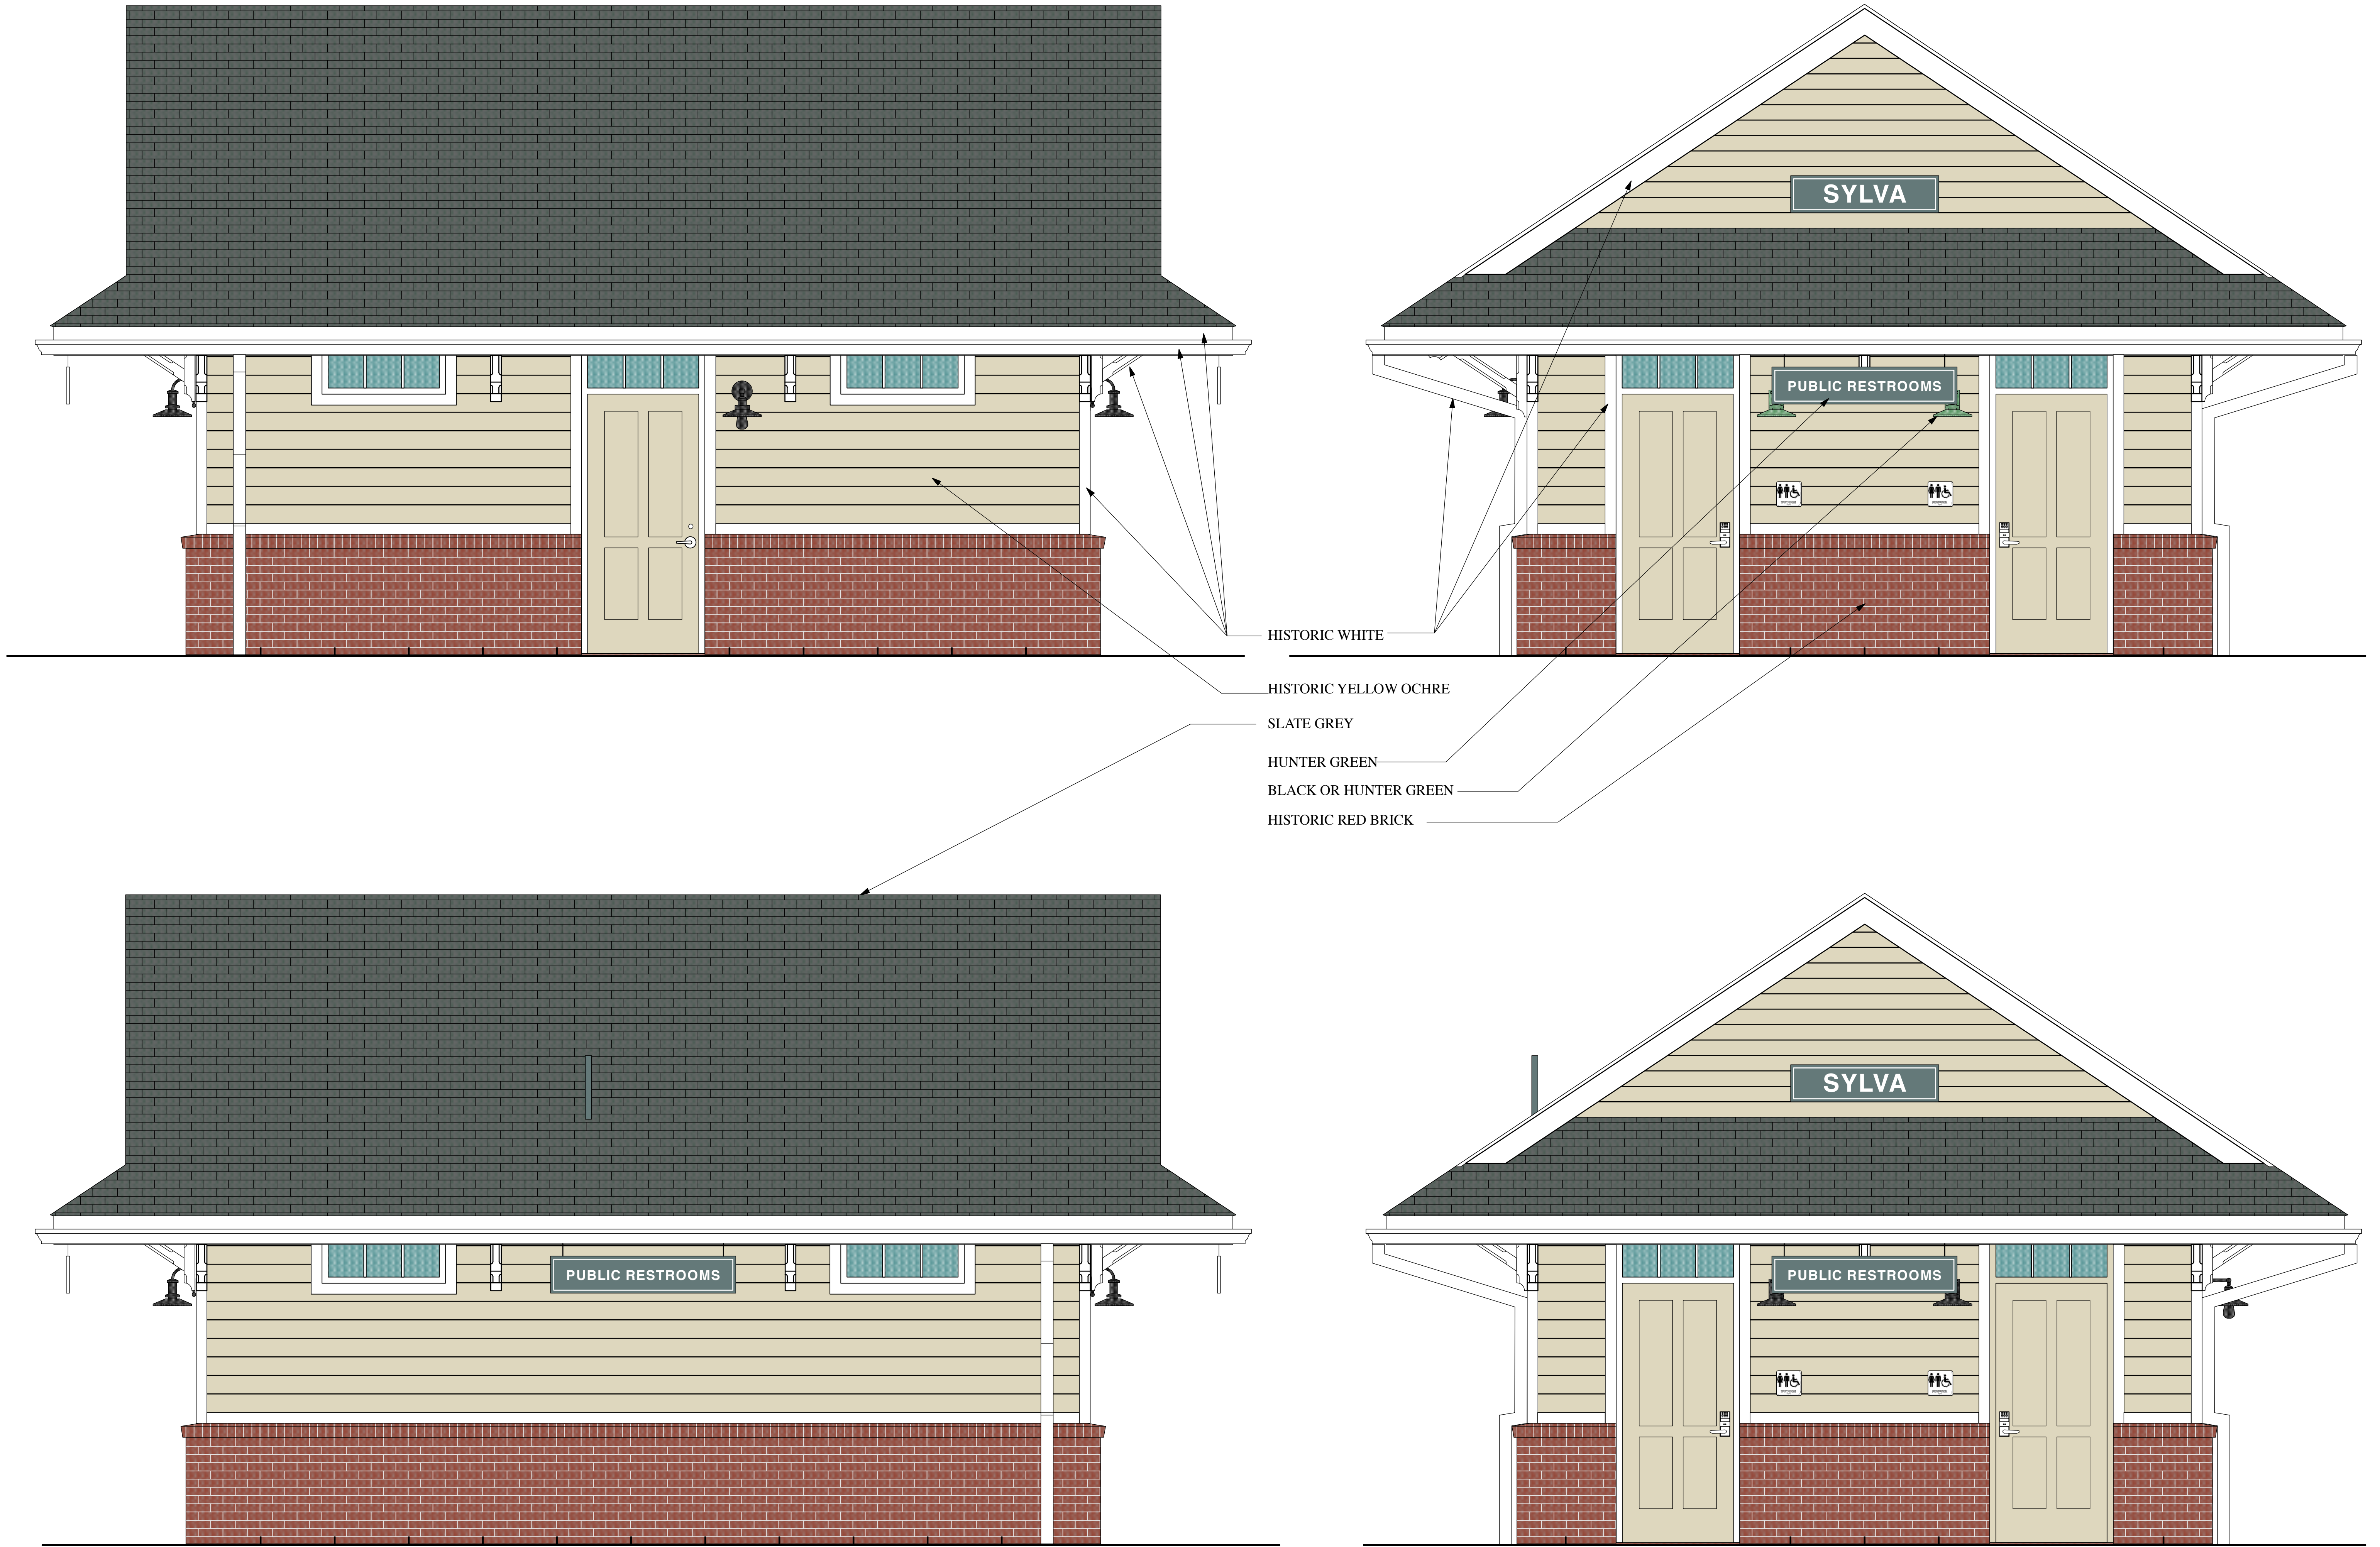 SYLVA
PUBLIC RESTROOMS
HISTORIC WHITE
HISTORIC YELLOW OCHRE
SLATE GREY
HUNTER GREEN
BLACK OR HUNTER GREEN
HISTORIC RED BRICK
SYLVA
PUBLIC RESTROOMS
PUBLIC RESTROOMS